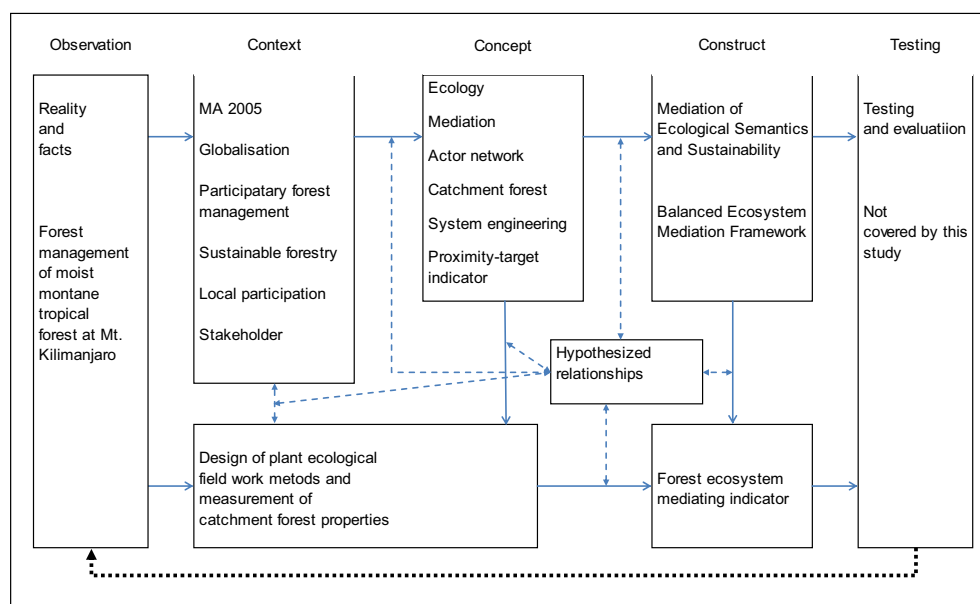 Observation
Context
Concept
Construct
Testing
Reality
and
facts
Forest
management
of moist
montane
tropical
forest at Mt.
Kilimanjaro
MA 2005
Globalisation
Participatary forest
management
Sustainable forestry
Local participation
Stakeholder
Ecology
Mediation
Actor network
Catchment forest
System engineering
Proximity-target
indicator
Mediation of
Ecological Semantics
and Sustainability
Balanced Ecosystem
Mediation Framework
Testing
and evaluatiion
Not
covered by this
study
Hypothesized
relationships
Design of plant ecological
field work metods and
measurement of
catchment forest properties
Forest ecosystem
mediating indicator